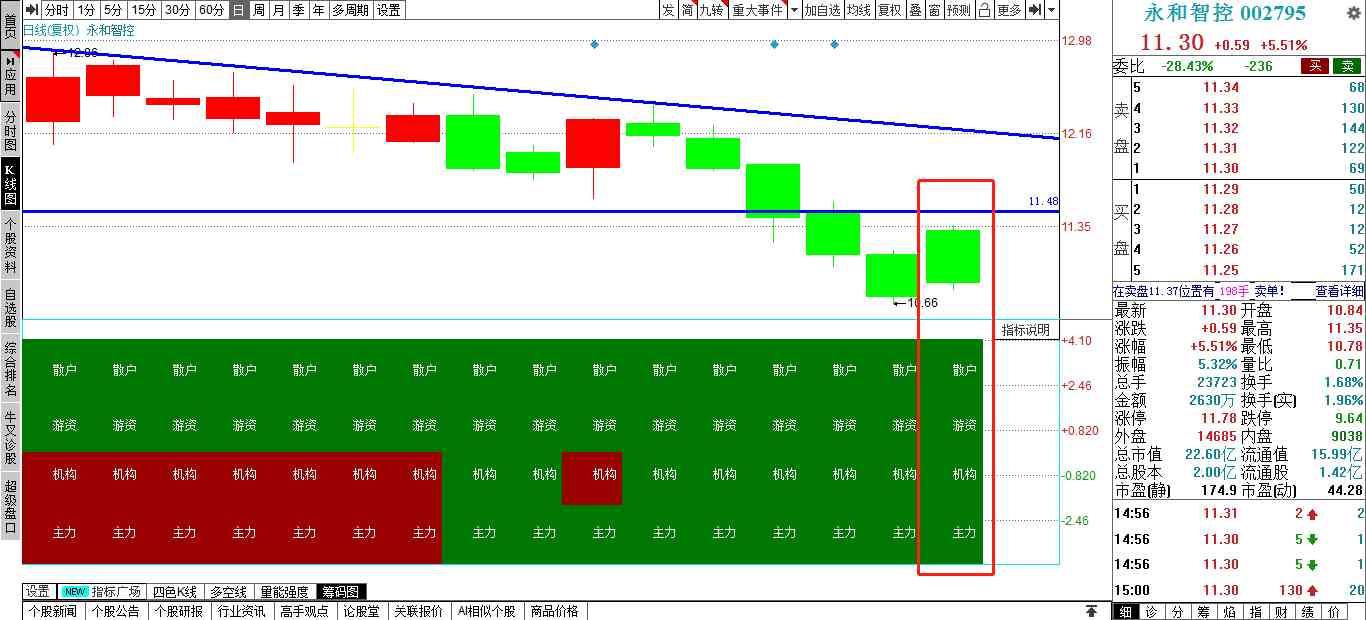 分时 1分 5分 15分 30分 60分 日 周 月 季 年 多周期 设置
发 简 九转 重大事件 加自选 均线 复权 叠 窗 预测 更多
首页
应用
分时图
K线图
个股资料
自选股
综合排名
牛叉诊股
超级盘口
日线(复权) 永和智控
12.98
12.16
11.48
11.35
10.66
指标说明
+4.10
+2.46
+0.820
-0.820
-2.46
散户 散户 散户 散户 散户 散户 散户 散户 散户 散户 散户 散户 散户 散户 散户 散户
游资 游资 游资 游资 游资 游资 游资 游资 游资 游资 游资 游资 游资 游资 游资 游资
机构 机构 机构 机构 机构 机构 机构 机构 机构 机构 机构 机构 机构 机构 机构 机构
主力 主力 主力 主力 主力 主力 主力 主力 主力 主力 主力 主力 主力 主力 主力 主力
设置 NEW 指标广场 四色K线 多空线 量能强度 筹码图
个股新闻 个股公告 个股研报 行业资讯 高手观点 论股堂 关联报价 AI相似个股 商品价格
永和智控 002795
11.30 +0.59 +5.51%
委比 -28.43% -236 买 卖
卖盘
5 11.34 68
4 11.33 130
3 11.32 144
2 11.31 122
1 11.30 69
买盘
1 11.29 50
2 11.28 12
3 11.27 12
4 11.26 52
5 11.25 171
在卖盘11.37位置有 198手 卖单! 查看详细
最新 11.30 开盘 10.84
涨跌 +0.59 最高 11.35
涨幅 +5.51% 最低 10.78
振幅 5.32% 量比 0.71
总手 23723 换手 1.68%
金额 2630万 换手(实) 1.96%
涨停 11.78 跌停 9.64
外盘 14685 内盘 9038
总市值 22.60亿 流通值 15.99亿
总股本 2.00亿 流通股 1.42亿
市盈(静) 174.9 市盈(动) 44.28
14:56 11.31 2 2
14:56 11.30 5 1
14:56 11.30 5 1
15:00 11.30 130 20
细 诊 分 筹 焰 指 财 绩 价